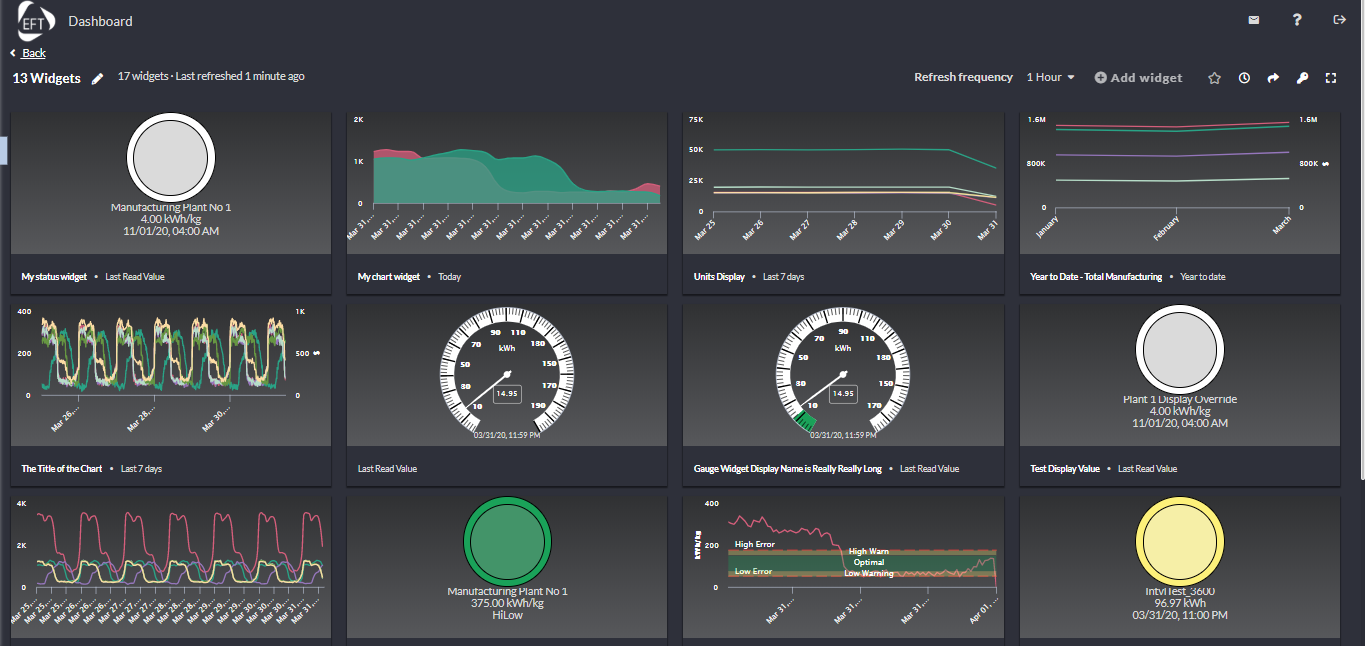 EFT Dashboard
Back
13 Widgets 17 widgets · Last refreshed 1 minute ago Refresh frequency 1 Hour Add widget
Manufacturing Plant No 1
4.00 kWh/kg
11/01/20, 04:00 AM
My status widget • Last Read Value
2K
1K
0
Mar 31,... Mar 31,... Mar 31,... Mar 31,... Mar 31,... Mar 31,... Mar 31,... Mar 31,... Mar 31,... Mar 31,... Mar 31,... Mar 31,...
My chart widget • Today
75K
50K
25K
0
Mar 25 Mar 26 Mar 27 Mar 28 Mar 29 Mar 30 Mar 31
Units Display • Last 7 days
1.6M 1.6M
800K 800K $
0 0
January February March
Year to Date - Total Manufacturing • Year to date
400 1K
200 500 $
0 0
Mar 26,... Mar 28,... Mar 30,...
The Title of the Chart • Last 7 days
90 110
70 180
kWh
50 150
80 170
14.95
10 190
03/31/20, 11:59 PM
Last Read Value
90
70 110
kWh
50 180
80 150
14.95
10 170
03/31/20, 11:59 PM
Gauge Widget Display Name is Really Really Long • Last Read Value
Plant 1 Display Override
4.00 kWh/kg
11/01/20, 04:00 AM
Test Display Value • Last Read Value
4K
2K
0
Mar 25,... Mar 25,... Mar 26,... Mar 26,... Mar 26,... Mar 27,... Mar 27,... Mar 28,... Mar 28,... Mar 29,... Mar 29,... Mar 30,... Mar 30,... Mar 31,... Mar 31,...
Manufacturing Plant No 1
375.00 kWh/kg
HiLow
400
kWh/kg
200
0
High Error
High Warn
Optimal
Low Error
Low Warning
Mar 31,... Mar 31,... Mar 31,... Apr 01,...
IntvlTest_3600
96.97 kWh
03/31/20, 11:00 PM